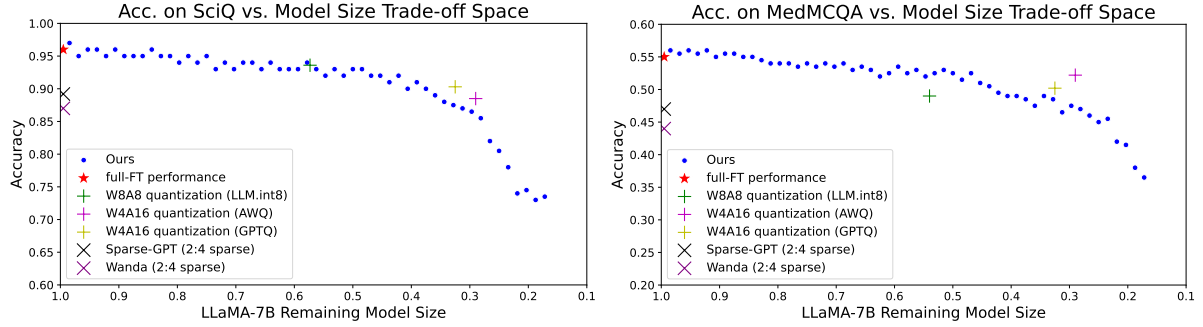 Acc. on SciQ vs. Model Size Trade-off Space
Accuracy
1.00
0.95
0.90
0.85
0.80
0.75
0.70
0.65
0.60
Ours
full-FT performance
W8A8 quantization (LLM.int8)
W4A16 quantization (AWQ)
W4A16 quantization (GPTQ)
Sparse-GPT (2:4 sparse)
Wanda (2:4 sparse)
1.0 0.9 0.8 0.7 0.6 0.5 0.4 0.3 0.2 0.1
LLaMA-7B Remaining Model Size
Acc. on MedMCQA vs. Model Size Trade-off Space
Accuracy
0.60
0.55
0.50
0.45
0.40
0.35
0.30
0.25
0.20
Ours
full-FT performance
W8A8 quantization (LLM.int8)
W4A16 quantization (AWQ)
W4A16 quantization (GPTQ)
Sparse-GPT (2:4 sparse)
Wanda (2:4 sparse)
1.0 0.9 0.8 0.7 0.6 0.5 0.4 0.3 0.2 0.1
LLaMA-7B Remaining Model Size